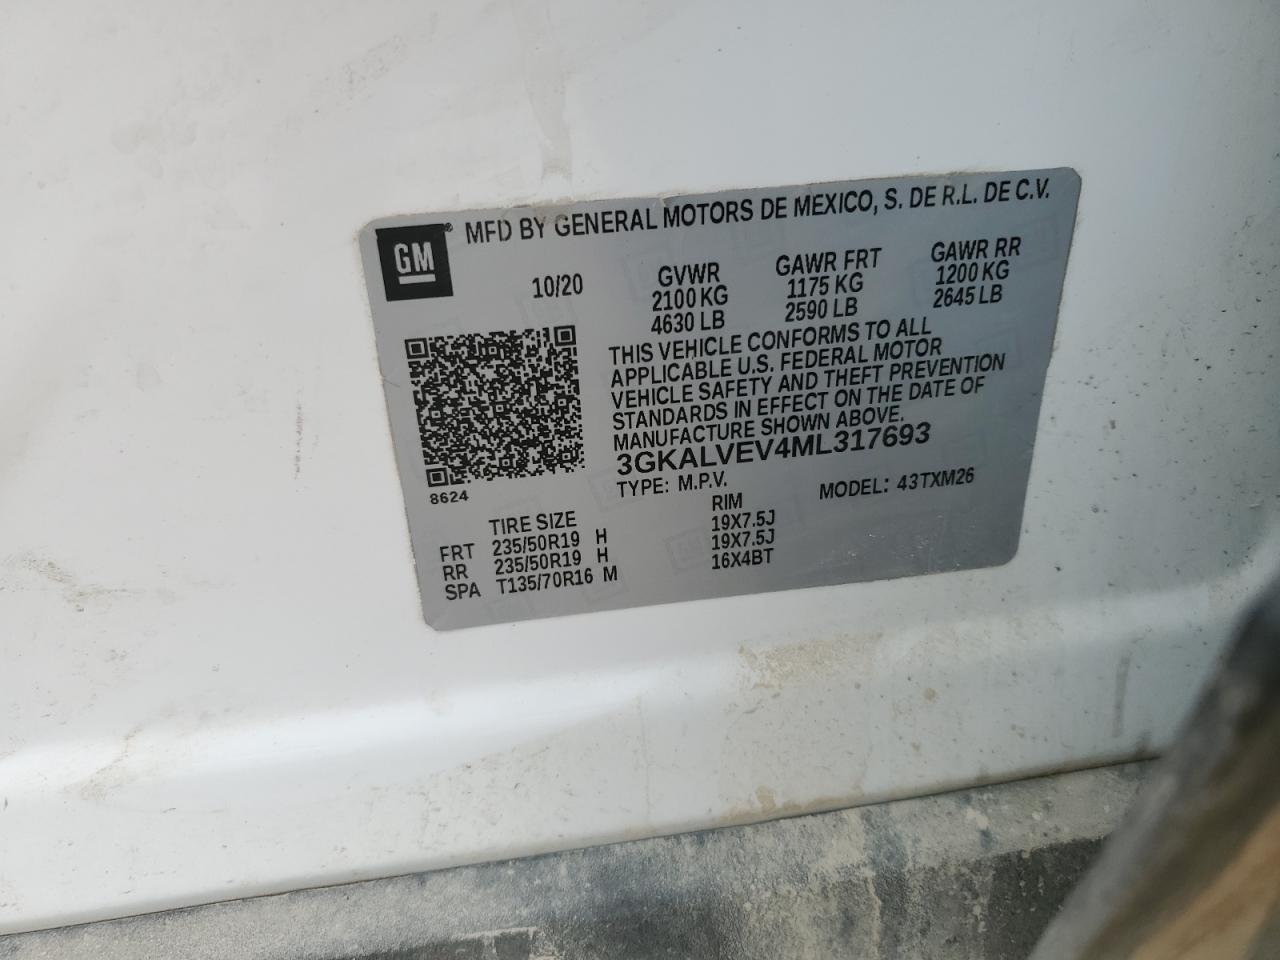 GM® MFD BY GENERAL MOTORS DE MEXICO, S. DE R.L. DE C.V.
10/20 GVWR GAWR FRT GAWR RR
2100 KG 1175 KG 1200 KG
4630 LB 2590 LB 2645 LB
THIS VEHICLE CONFORMS TO ALL
APPLICABLE U.S. FEDERAL MOTOR
VEHICLE SAFETY AND THEFT PREVENTION
STANDARDS IN EFFECT ON THE DATE OF
MANUFACTURE SHOWN ABOVE.
3GKALVEV4ML317693
TYPE: M.P.V. MODEL: 43TXM26
8624
TIRE SIZE RIM
FRT 235/50R19 H 19X7.5J
RR 235/50R19 H 19X7.5J
SPA T135/70R16 M 16X4BT